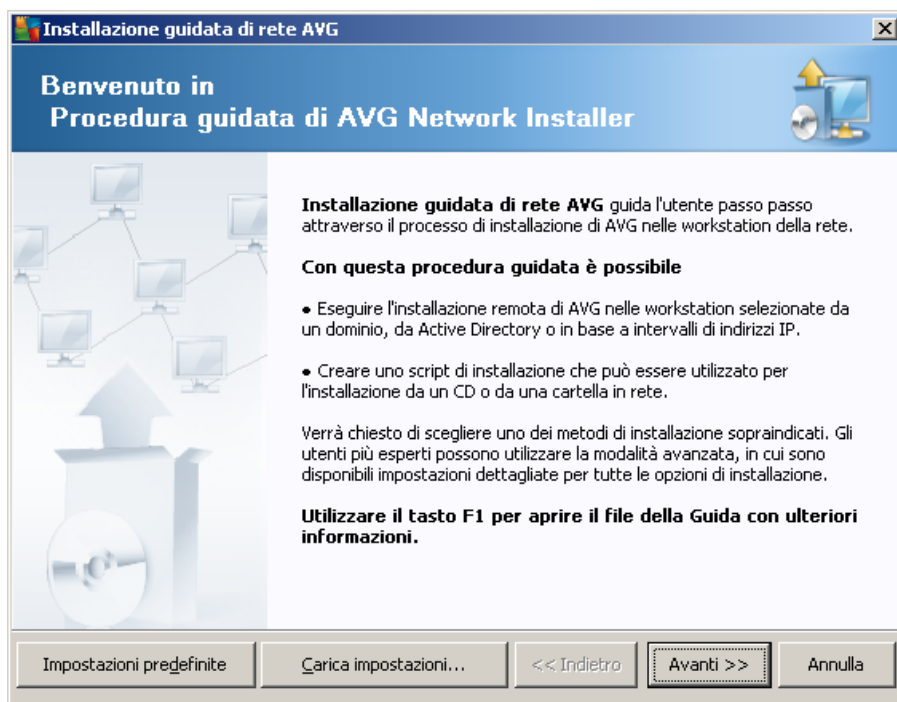 Installazione guidata di rete AVG
Benvenuto in
Procedura guidata di AVG Network Installer
Installazione guidata di rete AVG guida l'utente passo passo
attraverso il processo di installazione di AVG nelle workstation della rete.
Con questa procedura guidata è possibile
• Eseguire l'installazione remota di AVG nelle workstation selezionate da
un dominio, da Active Directory o in base a intervalli di indirizzi IP.
• Creare uno script di installazione che può essere utilizzato per
l'installazione da un CD o da una cartella in rete.
Verrà chiesto di scegliere uno dei metodi di installazione sopraindicati. Gli
utenti più esperti possono utilizzare la modalità avanzata, in cui sono
disponibili impostazioni dettagliate per tutte le opzioni di installazione.
Utilizzare il tasto F1 per aprire il file della Guida con ulteriori
informazioni.
Impostazioni predefinite
Carica impostazioni...
<< Indietro
Avanti >>
Annulla